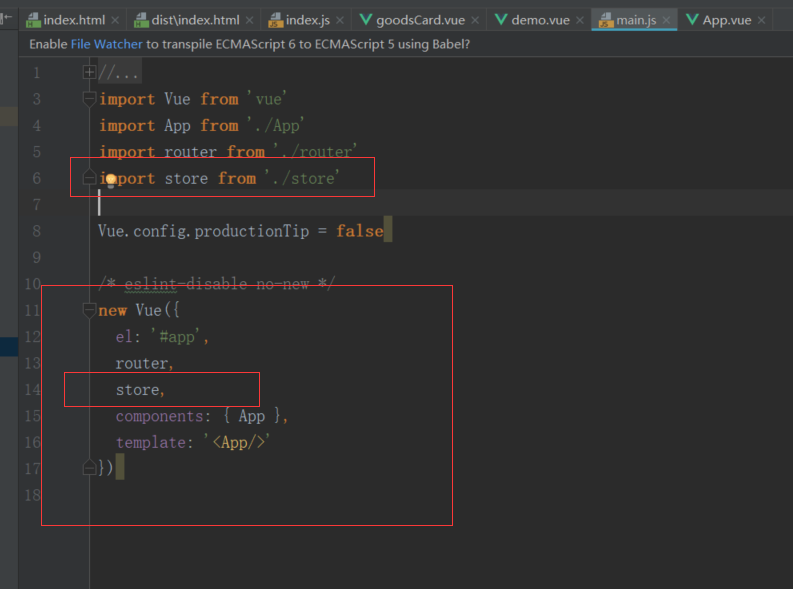 index.html dist\index.html index.js goodsCard.vue demo.vue main.js App.vue
Enable File Watcher to transpile ECMAScript 6 to ECMAScript 5 using Babel?
1 //...
3 import Vue from 'vue'
4 import App from './App'
5 import router from './router'
6 import store from './store'
7
8 Vue.config.productionTip = false
9
10 /* eslint-disable no-new */
11 new Vue({
12 el: '#app',
13 router,
14 store,
15 components: { App },
16 template: '<App/>'
17 })
18